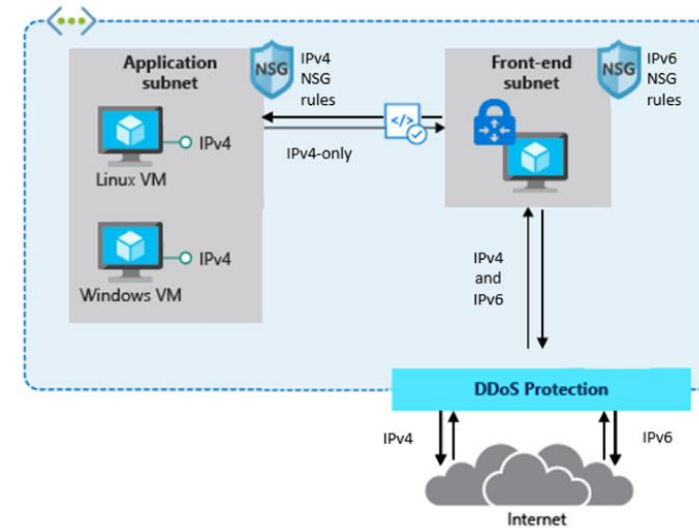 Application
subnet
NSG
IPv4
NSG
rules
Front-end
subnet
NSG
IPv6
NSG
rules
</>
IPv4
Linux VM
IPv4-only
IPv4
Windows VM
IPv4
and
IPv6
DDoS Protection
IPv4
IPv6
Internet